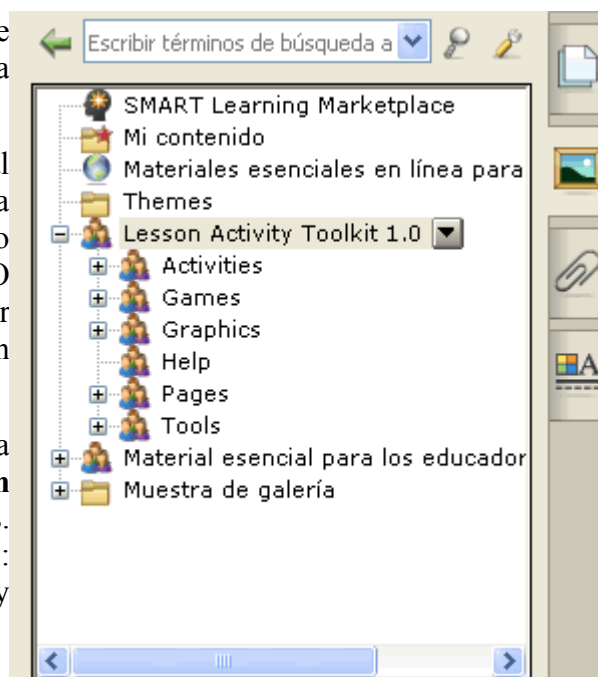 Escribir términos de búsqueda a
SMART Learning Marketplace
Mi contenido
Materiales esenciales en línea para
Themes
Lesson Activity Toolkit 1.0
Activities
Games
Graphics
Help
Pages
Tools
Material esencial para los educador
Muestra de galería